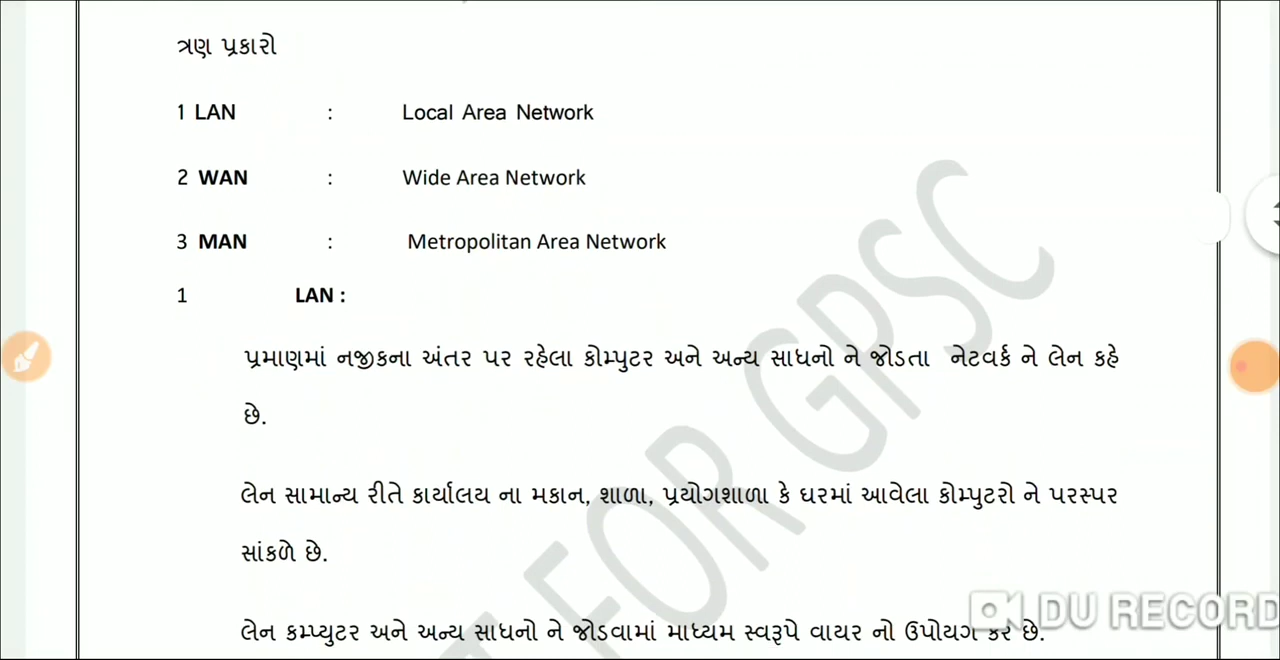 ત્રણ પ્રકારો
1 LAN : Local Area Network
2 WAN : Wide Area Network
3 MAN : Metropolitan Area Network
1 LAN :
પ્રમાણમાં નજીકના અંતર પર રહેલા કોમ્પુટર અને અન્ય સાધનો ને જોડતા નેટવર્ક ને લેન કહે
છે.
લેન સામાન્ય રીતે કાર્યાલય ના મકાન, શાળા, પ્રયોગશાળા કે ઘરમાં આવેલા કોમ્પુટરો ને પરસ્પર
સાંકળે છે.
લેન કમ્પ્યુટર અને અન્ય સાધનો ને જોડવામાં માધ્યમ સ્વરૂપે વાયર નો ઉપોયગ કરે છે.
FOR GPSC
DU RECORD